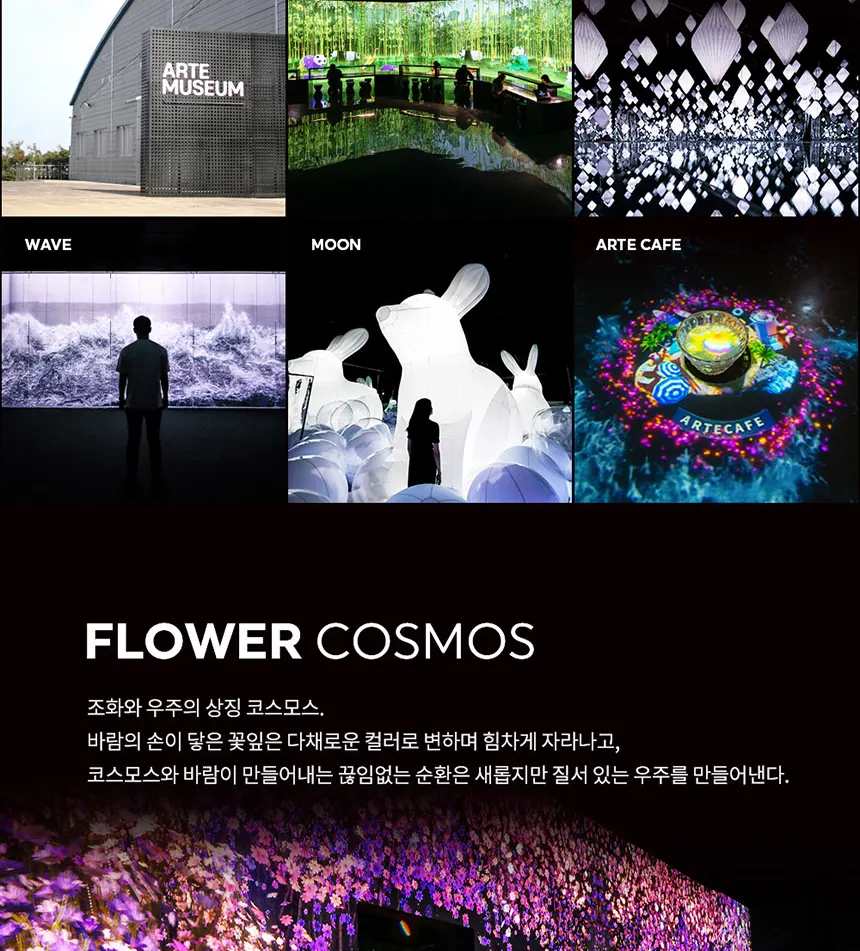 ARTE
MUSEUM
WAVE
MOON
ARTE CAFE
ARTECAFE
FLOWER COSMOS
조화와 우주의 상징 코스모스.
바람의 손이 닿은 꽃잎은 다채로운 컬러로 변하며 힘차게 자라나고,
코스모스와 바람이 만들어내는 끊임없는 순환은 새롭지만 질서 있는 우주를 만들어낸다.